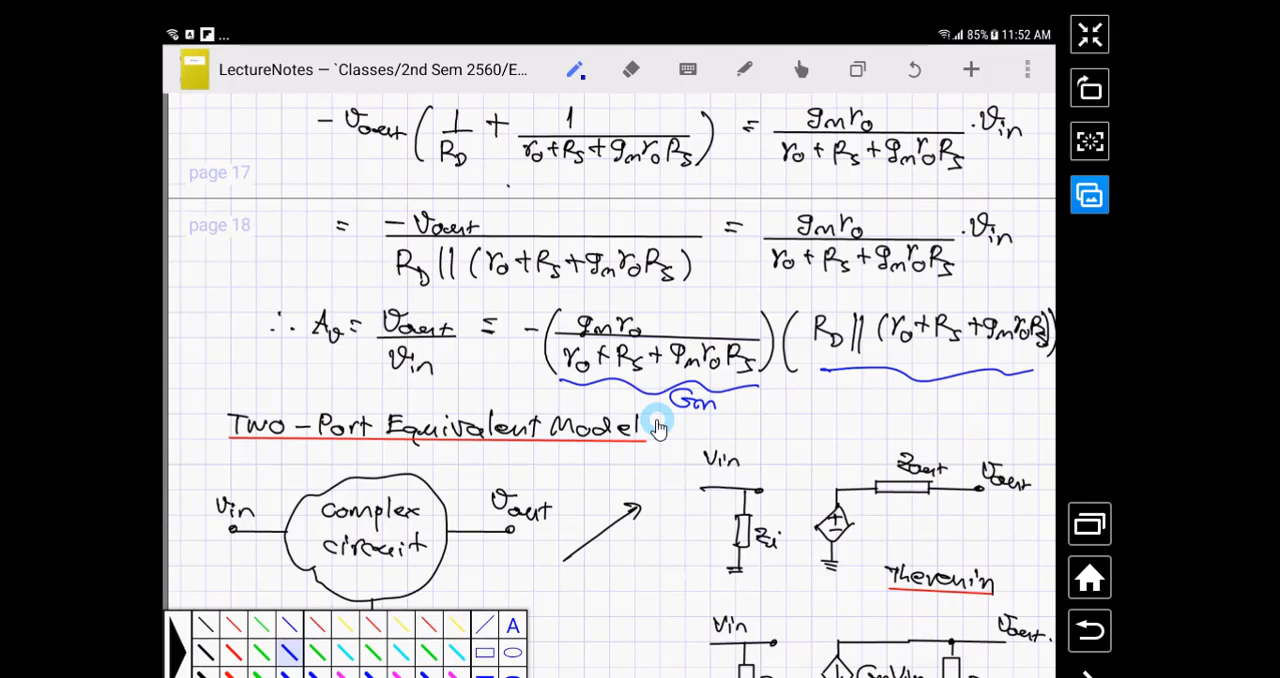 ... 85% 11:52 AM
LectureNotes — `Classes/2nd Sem 2560/E...
- Vout ( 1/RD + 1/(ro + RS + gm ro RS) ) = gm ro/(ro + RS + gm ro RS) . Vin
page 17
page 18
= - Vout/(RD || (ro + RS + gm ro RS)) = gm ro/(ro + RS + gm ro RS) . Vin
∴ Av = Vout/Vin = - ( gm ro/(ro + RS + gm ro RS) ) ( RD || (ro + RS + gm ro RS) )
Gm
Two-Port Equivalent Model
Vin complex circuit Vout
Vin Zi Zout Vout
Thevenin
Vin GmVin Vout.
A